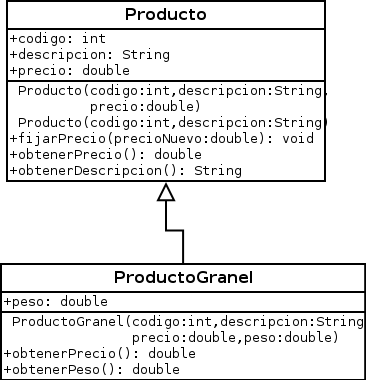 Producto
+codigo: int
+descripcion: String
+precio: double
Producto(codigo:int,descripcion:String,
precio:double)
Producto(codigo:int,descripcion:String)
+fijarPrecio(precioNuevo:double): void
+obtenerPrecio(): double
+obtenerDescripcion(): String
ProductoGranel
+peso: double
ProductoGranel(codigo:int,descripcion:String
precio:double,peso:double)
+obtenerPrecio(): double
+obtenerPeso(): double